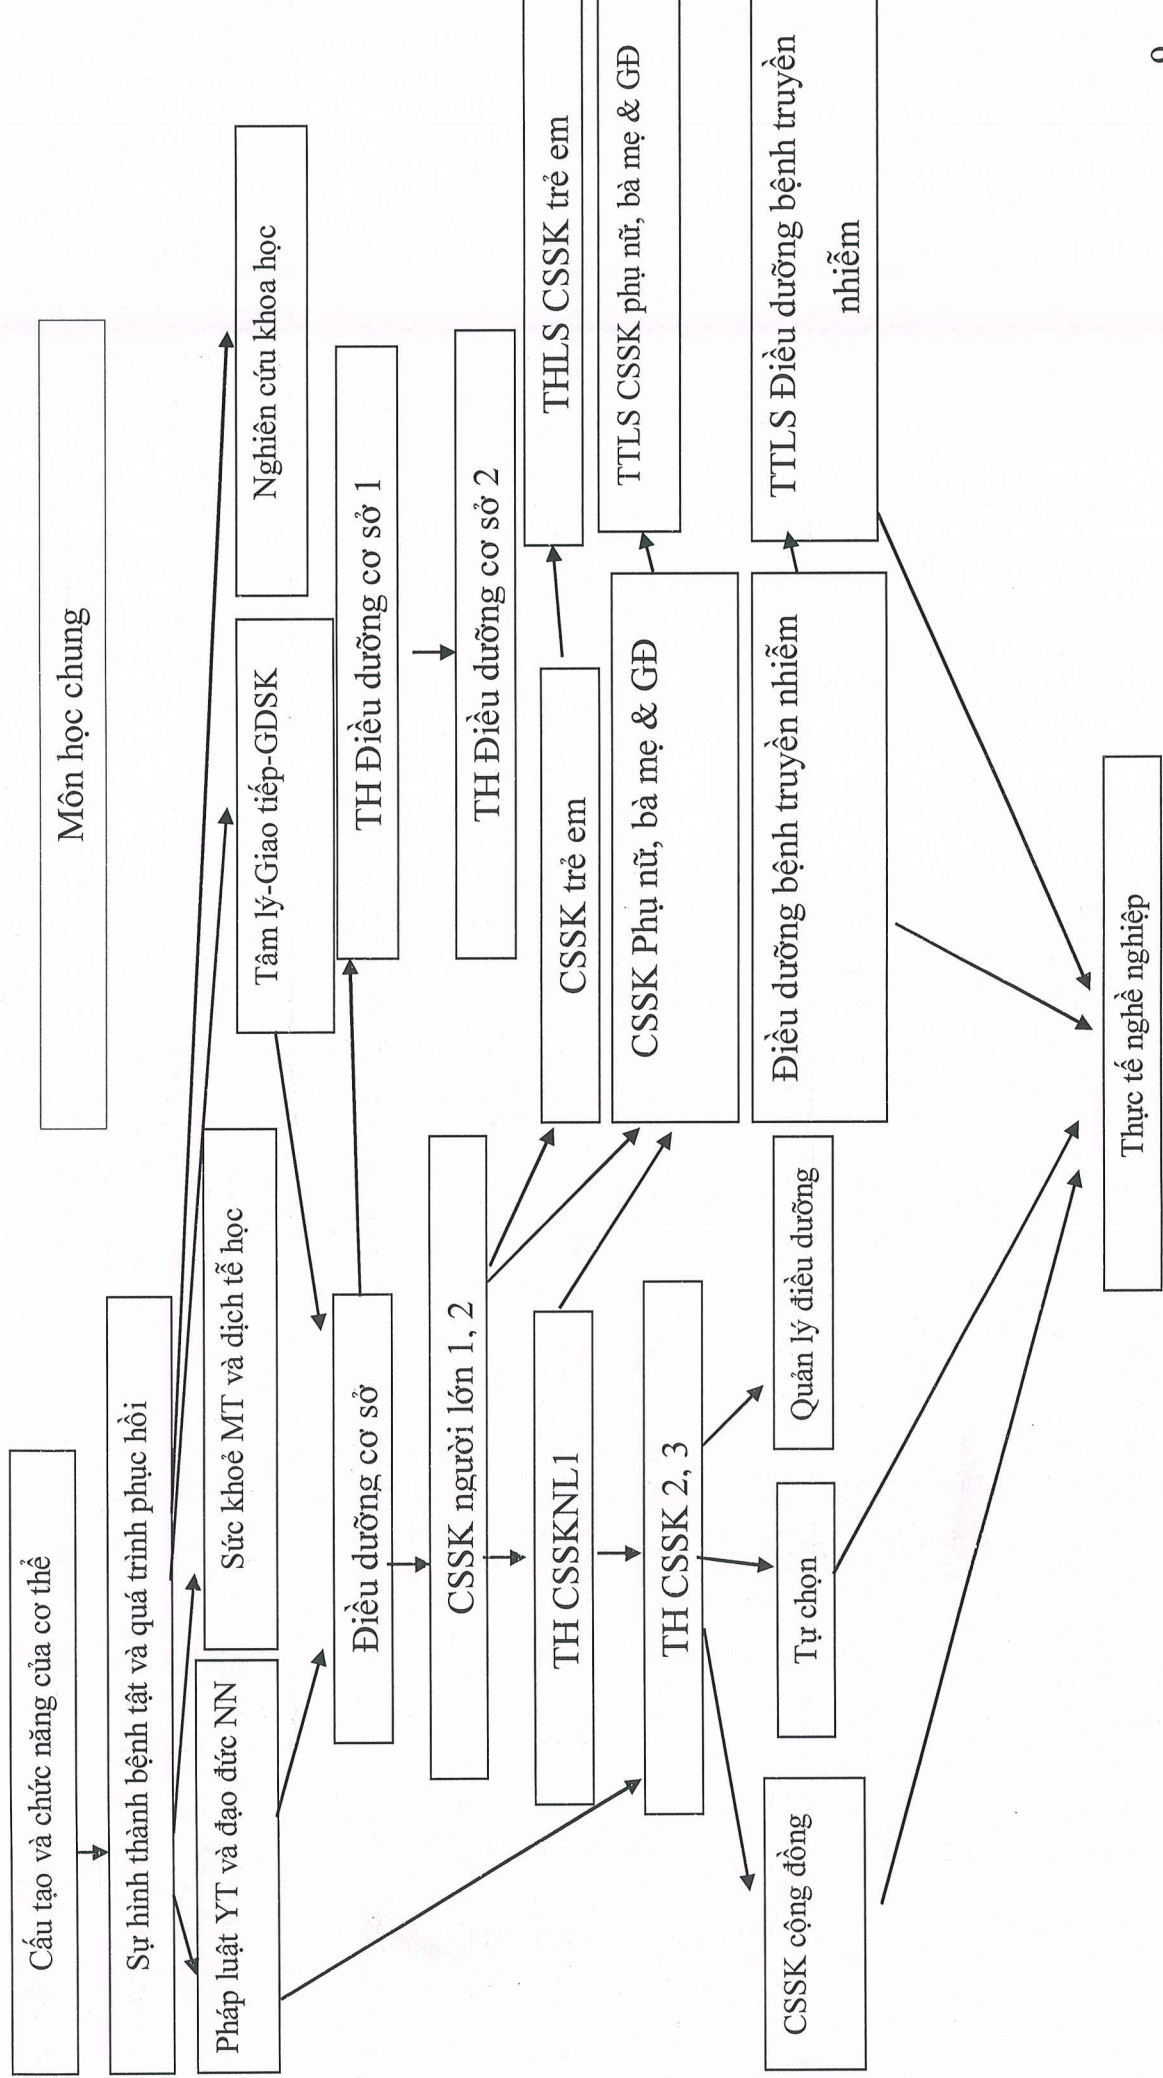 Môn học chung
Cấu tạo và chức năng của cơ thể
Sự hình thành bệnh tật và quá trình phục hồi
Pháp luật YT và đạo đức NN
Sức khoẻ MT và dịch tễ học
Tâm lý-Giao tiếp-GDSK
Nghiên cứu khoa học
Điều dưỡng cơ sở
TH Điều dưỡng cơ sở 1
CSSK người lớn 1, 2
TH Điều dưỡng cơ sở 2
TH CSSKNL1
CSSK trẻ em
THLS CSSK trẻ em
TH CSSK 2, 3
CSSK Phụ nữ, bà mẹ & GĐ
TTLS CSSK phụ nữ, bà mẹ & GĐ
CSSK cộng đồng
Tự chọn
Quản lý điều dưỡng
Điều dưỡng bệnh truyền nhiễm
TTLS Điều dưỡng bệnh truyền
nhiễm
Thực tế nghề nghiệp